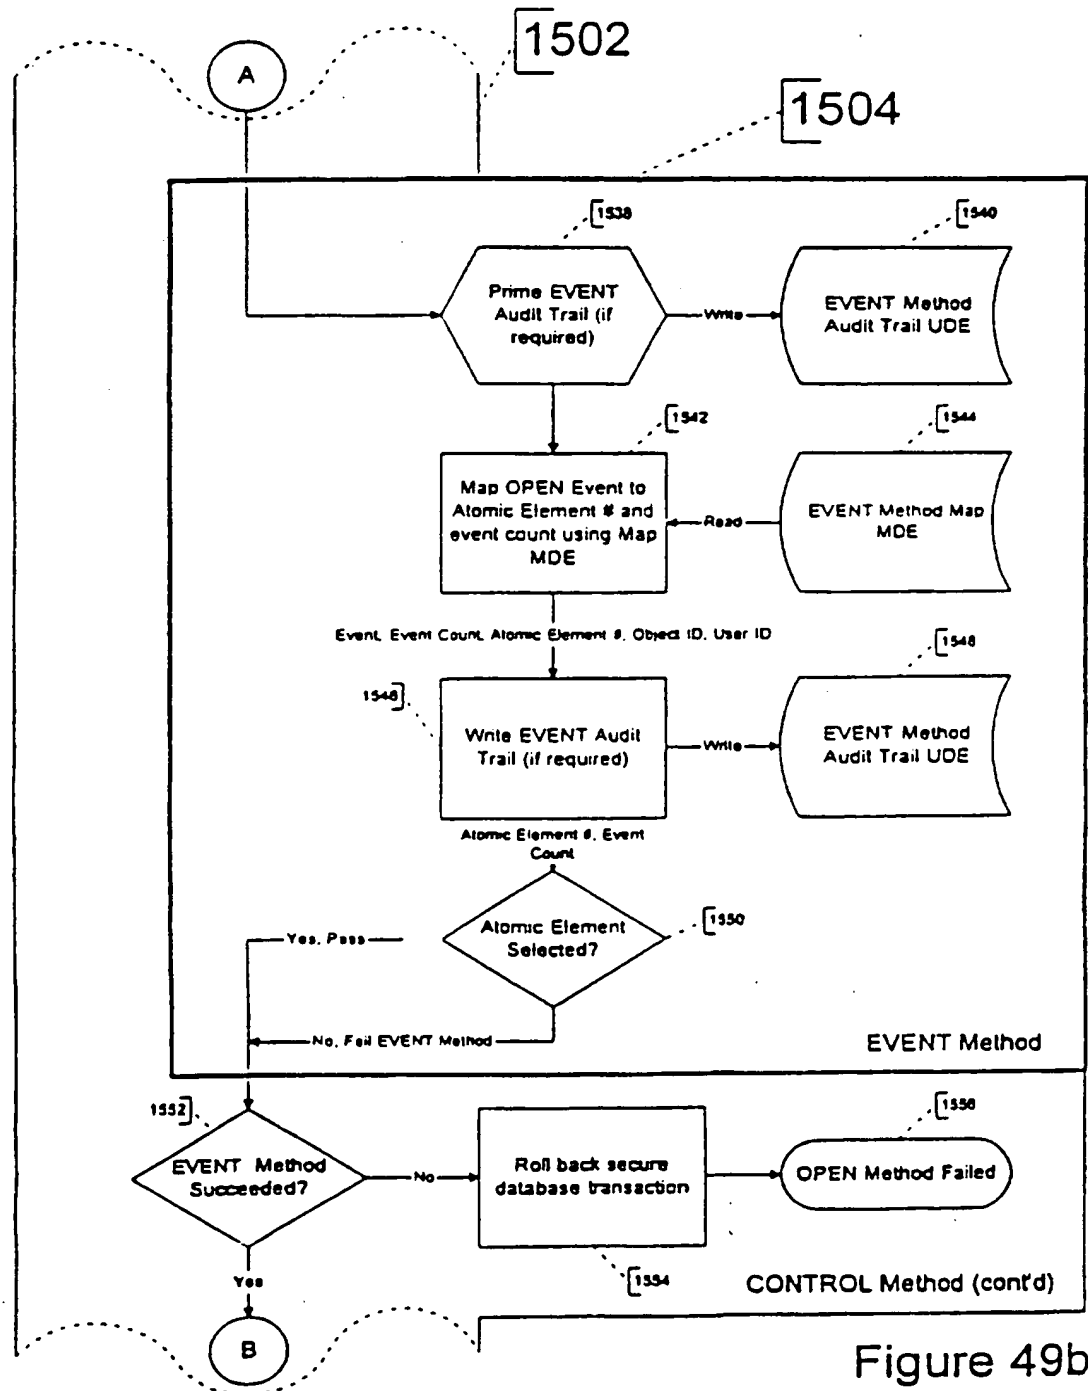 1502
A
1504
1538
1540
Prime EVENT
Audit Trail (if
required)
Write
EVENT Method
Audit Trail UDE
1542
1544
Map OPEN Event to
Atomic Element # and
event count using Map
MDE
Read
EVENT Method Map
MDE
Event, Event Count, Atomic Element #, Object ID, User ID
1546
1548
Write EVENT Audit
Trail (if required)
Write
EVENT Method
Audit Trail UDE
Atomic Element #, Event
Count
1550
Atomic Element
Selected?
Yes, Pass
No, Fail EVENT Method
EVENT Method
1552
1556
EVENT Method
Succeeded?
No
Roll back secure
database transaction
OPEN Method Failed
Yes
1554
CONTROL Method (cont'd)
B
Figure 49b